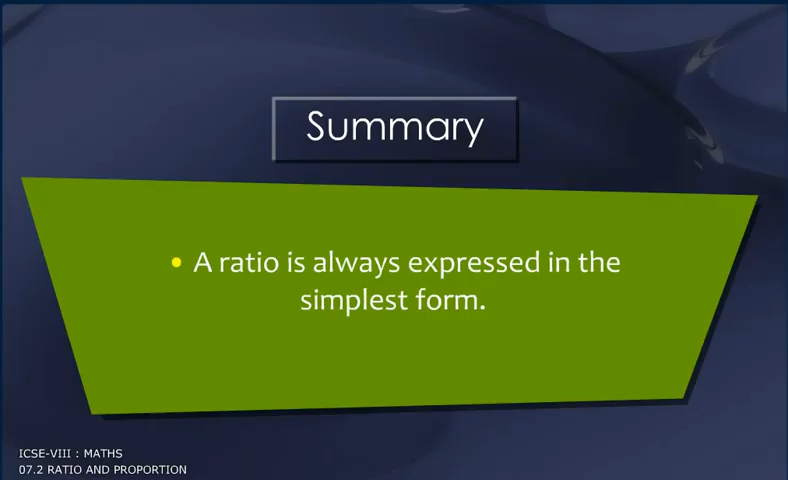 Summary
• A ratio is always expressed in the
simplest form.
ICSE-VIII : MATHS
07.2 RATIO AND PROPORTION